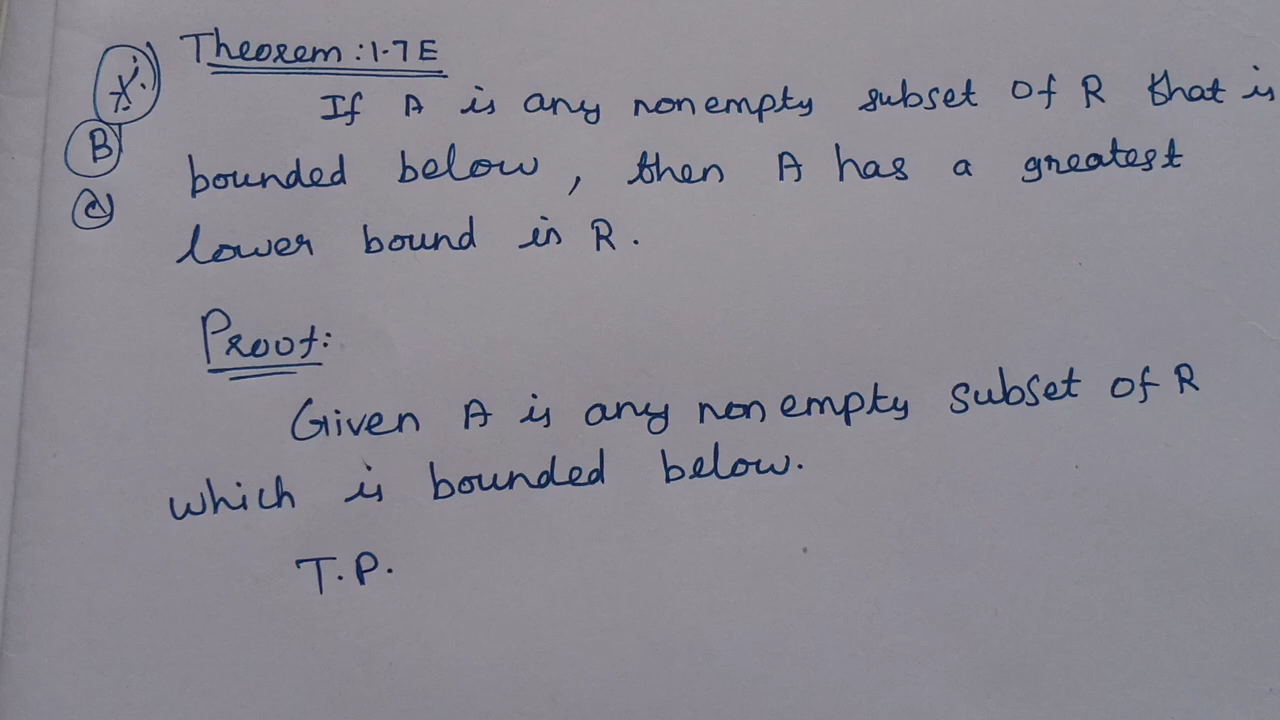 Theorem: 1.7E
If A is any nonempty subset of R that is
B
bounded below, then A has a greatest
lower bound in R.
Proof:
Given A is any nonempty subset of R
which is bounded below.
T.P.